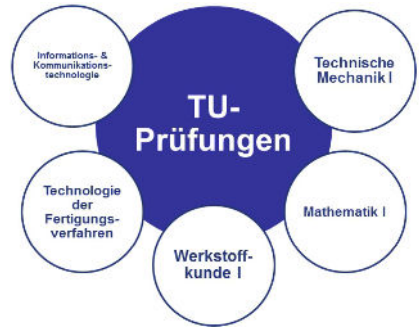 Informations- &
Kommunikations-
technologie
TU-
Prüfungen
Technische
Mechanik I
Technologie
der
Fertigungs-
verfahren
Werkstoff-
kunde I
Mathematik I